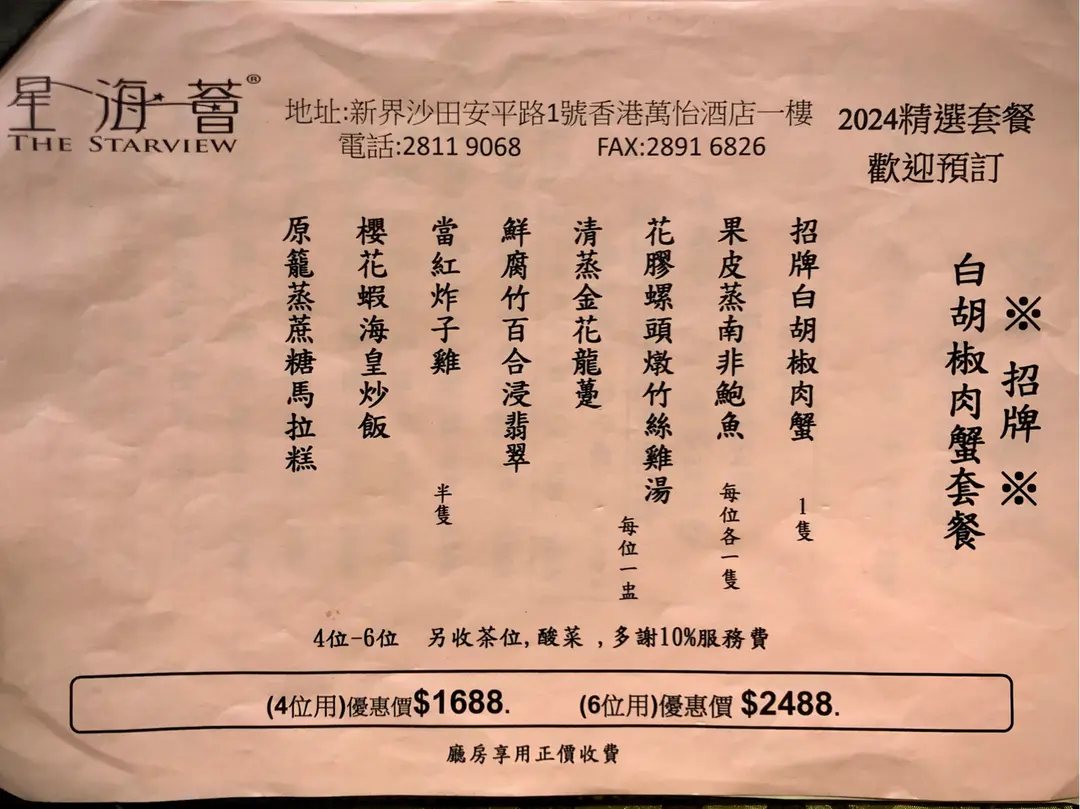 星海薈®
THE STARVIEW
地址:新界沙田安平路1號香港萬怡酒店一樓
電話:2811 9068 FAX:2891 6826
2024精選套餐
歡迎預訂
※ 招牌 ※
白胡椒肉蟹套餐
招牌白胡椒肉蟹 1隻
果皮蒸南非鮑魚 每位各一隻
花膠螺頭燉竹絲雞湯 每位一盅
清蒸金花龍躉
鮮腐竹百合浸翡翠
當紅炸子雞 半隻
櫻花蝦海皇炒飯
原籠蒸蔗糖馬拉糕
4位-6位 另收茶位,酸菜 ,多謝10%服務費
(4位用)優惠價$1688. (6位用)優惠價 $2488.
廳房享用正價收費